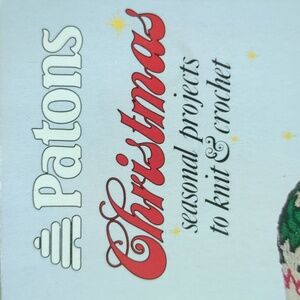 Patons
Christmas
seasonal projects
to knit & crochet